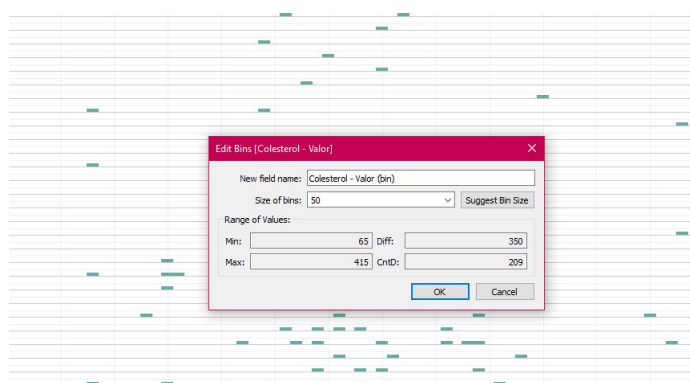 Edit Bins [Colesterol - Valor]
New field name: Colesterol - Valor (bin)
Size of bins: 50 Suggest Bin Size
Range of Values:
Min: 65 Diff: 350
Max: 415 CntD: 209
OK Cancel